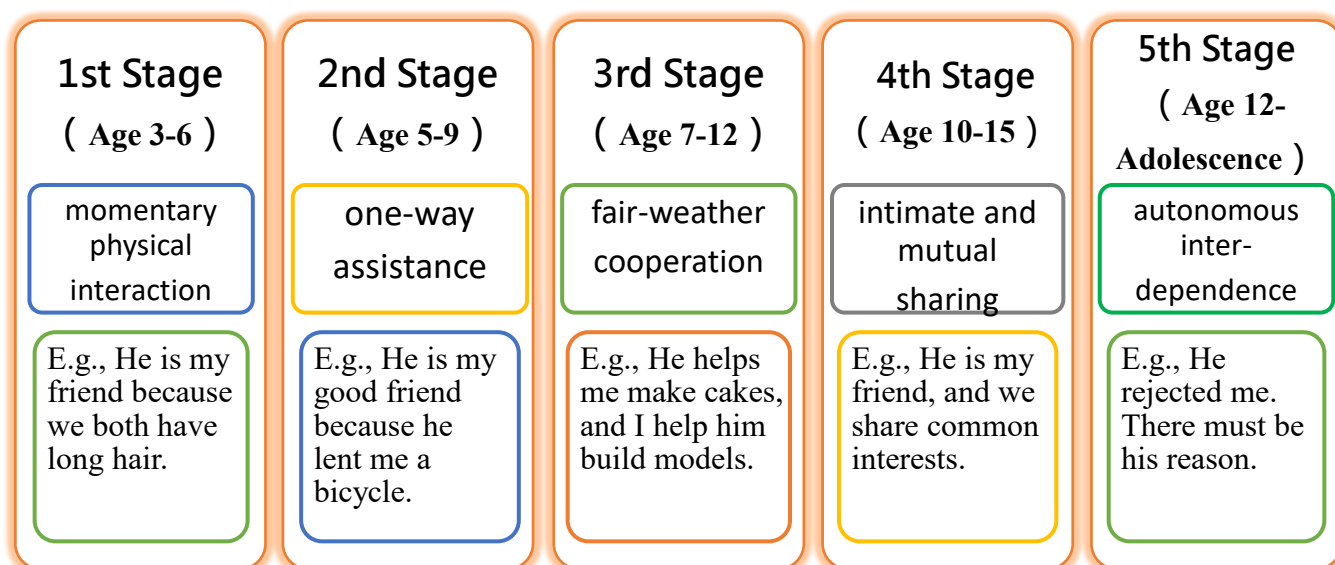 1st Stage
( Age 3-6 )
momentary
physical
interaction
E.g., He is my
friend because
we both have
long hair.
2nd Stage
( Age 5-9 )
one-way
assistance
E.g., He is my
good friend
because he
lent me a
bicycle.
3rd Stage
( Age 7-12 )
fair-weather
cooperation
E.g., He helps
me make cakes,
and I help him
build models.
4th Stage
( Age 10-15 )
intimate and
mutual
sharing
E.g., He is my
friend, and we
share common
interests.
5th Stage
( Age 12-
Adolescence )
autonomous
inter-
dependence
E.g., He
rejected me.
There must be
his reason.